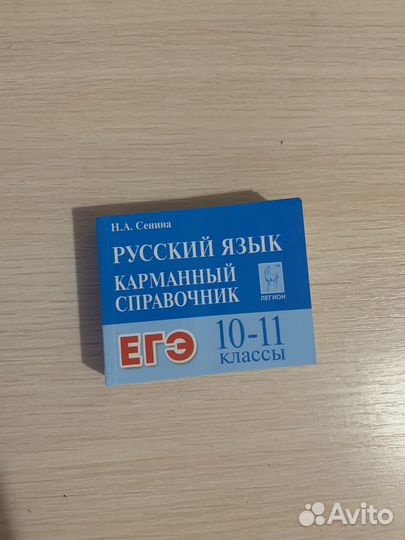 Н.А. Сенина
РУССКИЙ ЯЗЫК
КАРМАННЫЙ
СПРАВОЧНИК
ЛЕГИОН
ЕГЭ
10-11
классы
Avito